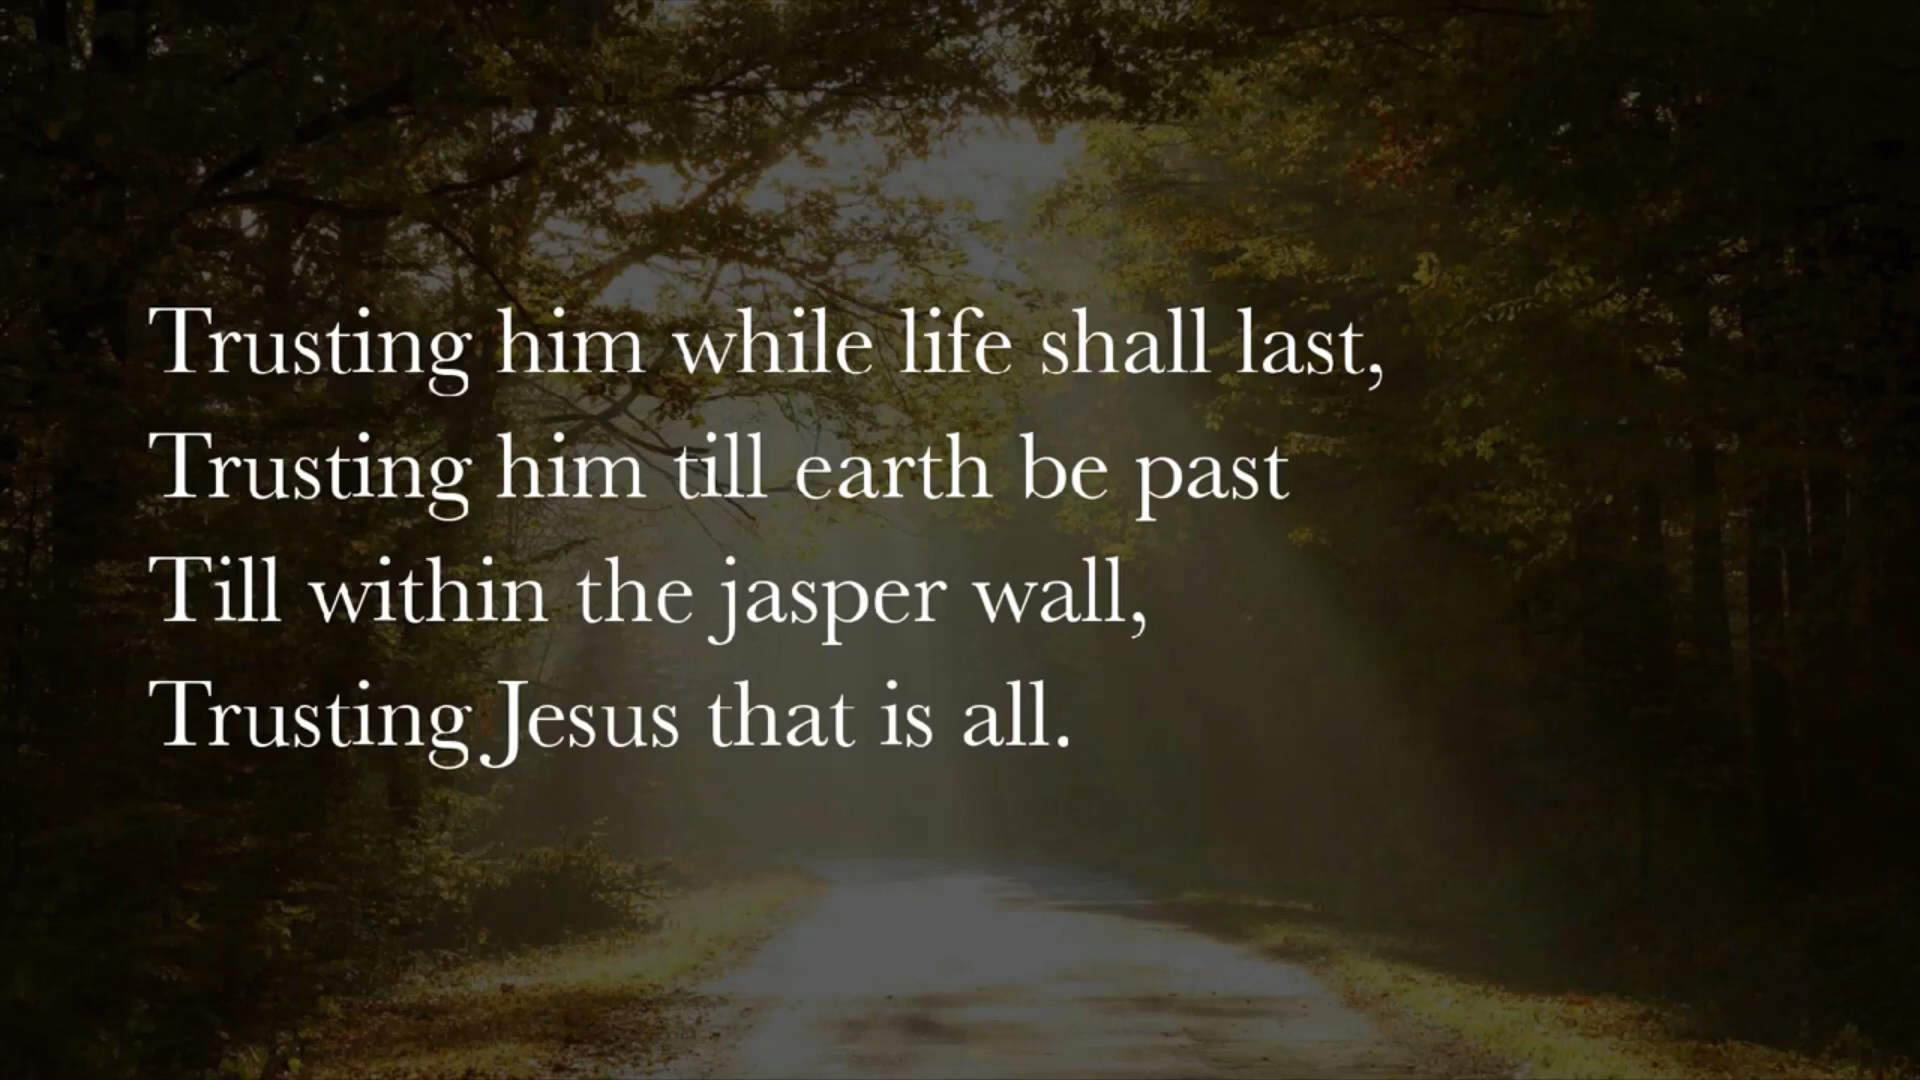 Trusting him while life shall last,
Trusting him till earth be past
Till within the jasper wall,
Trusting Jesus that is all.